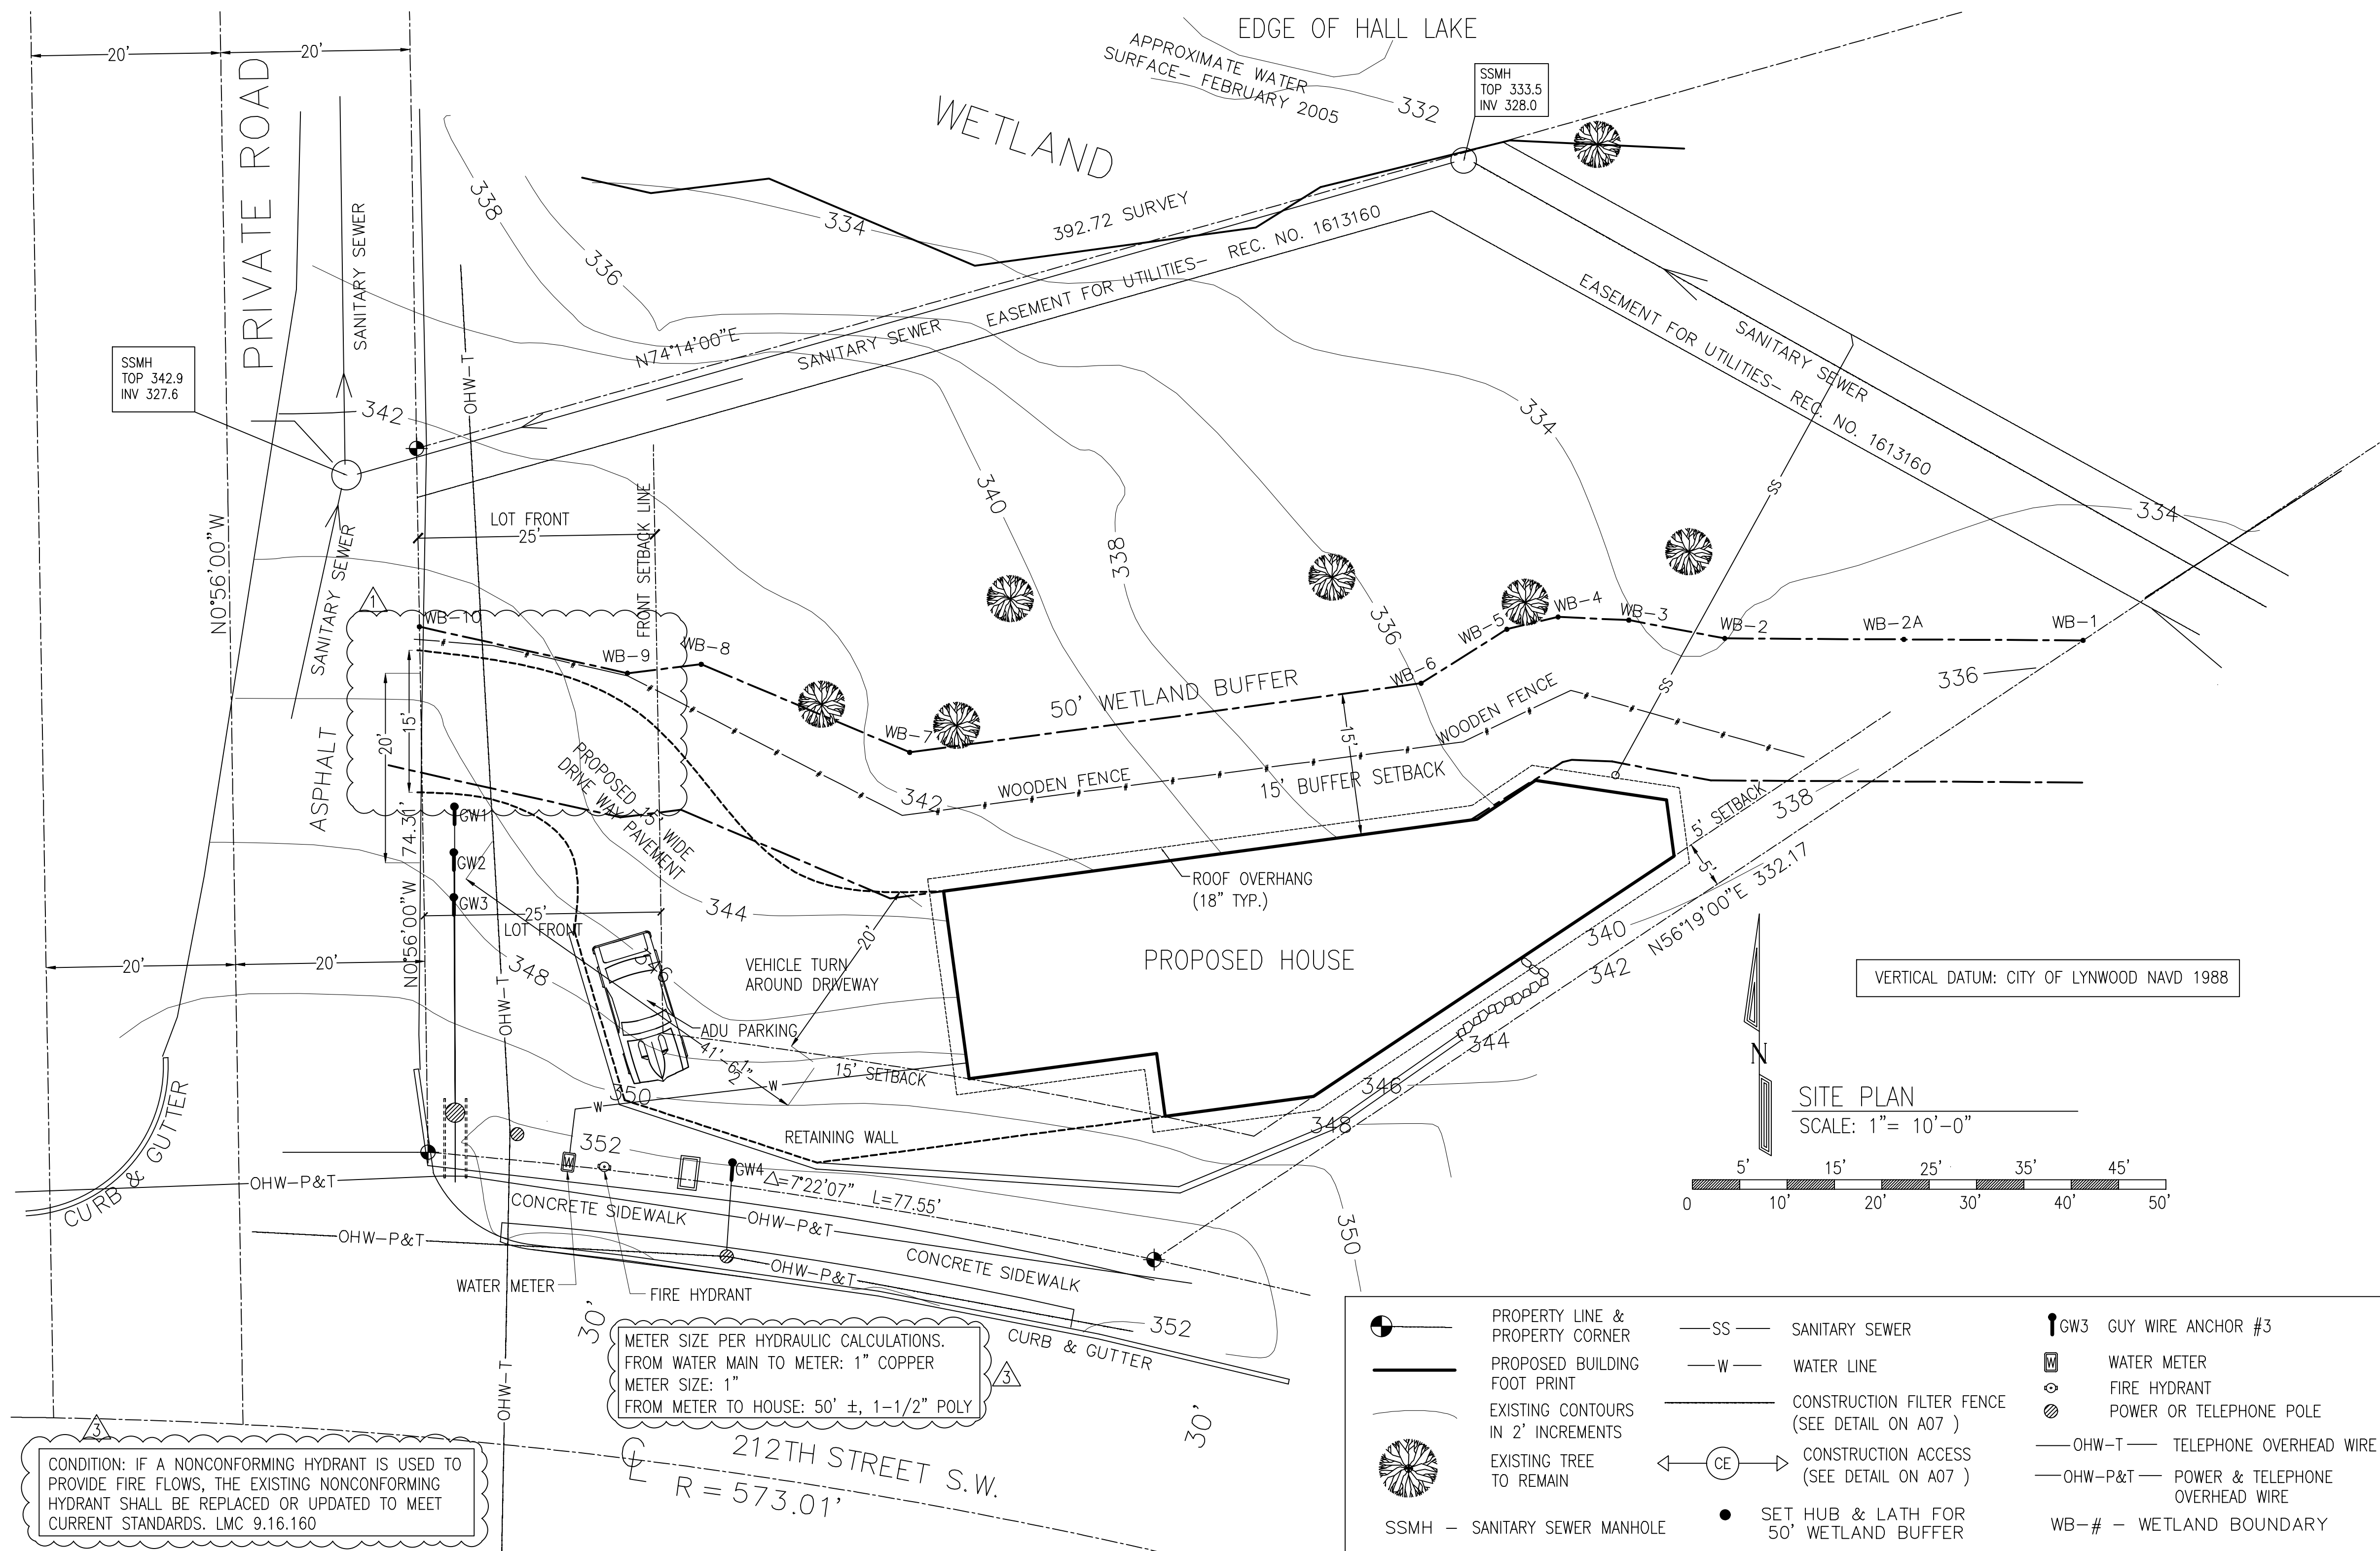 EDGE OF HALL LAKE
APPROXIMATE WATER
SURFACE- FEBRUARY 2005
332
SSMH
TOP 333.5
INV 328.0
20'
20'
PRIVATE ROAD
WETLAND
SANITARY SEWER
338
336
334
392.72 SURVEY
N74°14'00"E
SANITARY SEWER
EASEMENT FOR UTILITIES- REC. NO. 1613160
SANITARY SEWER
EASEMENT FOR UTILITIES- REC. NO. 1613160
SSMH
TOP 342.9
INV 327.6
342
OHW-T
N0°56'00"W
SANITARY SEWER
LOT FRONT
25'
FRONT SETBACK LINE
340
338
336
334
334
SS
SS
1
WB-10
WB-9
WB-8
WB-7
WB-6
WB-5
WB-4
WB-3
WB-2
WB-2A
WB-1
50' WETLAND BUFFER
336
15'
20'
15'
WOODEN FENCE
WOODEN FENCE
15' BUFFER SETBACK
342
ASPHALT
PROPOSED 15' WIDE
DRIVE WAY PAVEMENT
GW1
GW2
GW3
N0°56'00"W 74.31'
344
25'
LOT FRONT
348
346
20'
20'
20'
VEHICLE TURN
AROUND DRIVEWAY
ROOF OVERHANG
(18" TYP.)
PROPOSED HOUSE
5' SETBACK
5'
338
340
342
N56°19'00"E 332.17
344
346
348
350
ADU PARKING
41'-6 1/2"
15' SETBACK
W
W
350
352
RETAINING WALL
OHW-T
W
GW4
△=7°22'07" L=77.55'
CONCRETE SIDEWALK
OHW-P&T
OHW-P&T
OHW-P&T
OHW-P&T
CONCRETE SIDEWALK
CURB & GUTTER
WATER METER
FIRE HYDRANT
30'
352
CURB & GUTTER
30'
METER SIZE PER HYDRAULIC CALCULATIONS.
FROM WATER MAIN TO METER: 1" COPPER
METER SIZE: 1"
FROM METER TO HOUSE: 50' ±, 1-1/2" POLY
3
OHW-T
212TH STREET S.W.
CL
R = 573.01'
3
CONDITION: IF A NONCONFORMING HYDRANT IS USED TO
PROVIDE FIRE FLOWS, THE EXISTING NONCONFORMING
HYDRANT SHALL BE REPLACED OR UPDATED TO MEET
CURRENT STANDARDS. LMC 9.16.160
VERTICAL DATUM: CITY OF LYNWOOD NAVD 1988
N
SITE PLAN
SCALE: 1"= 10'-0"
5' 15' 25' 35' 45'
0 10' 20' 30' 40' 50'
PROPERTY LINE &
PROPERTY CORNER
PROPOSED BUILDING
FOOT PRINT
EXISTING CONTOURS
IN 2' INCREMENTS
EXISTING TREE
TO REMAIN
SSMH - SANITARY SEWER MANHOLE
SS SANITARY SEWER
W WATER LINE
CONSTRUCTION FILTER FENCE
(SEE DETAIL ON A07 )
CE CONSTRUCTION ACCESS
(SEE DETAIL ON A07 )
SET HUB & LATH FOR
50' WETLAND BUFFER
GW3 GUY WIRE ANCHOR #3
W WATER METER
FIRE HYDRANT
POWER OR TELEPHONE POLE
OHW-T TELEPHONE OVERHEAD WIRE
OHW-P&T POWER & TELEPHONE
OVERHEAD WIRE
WB-# - WETLAND BOUNDARY